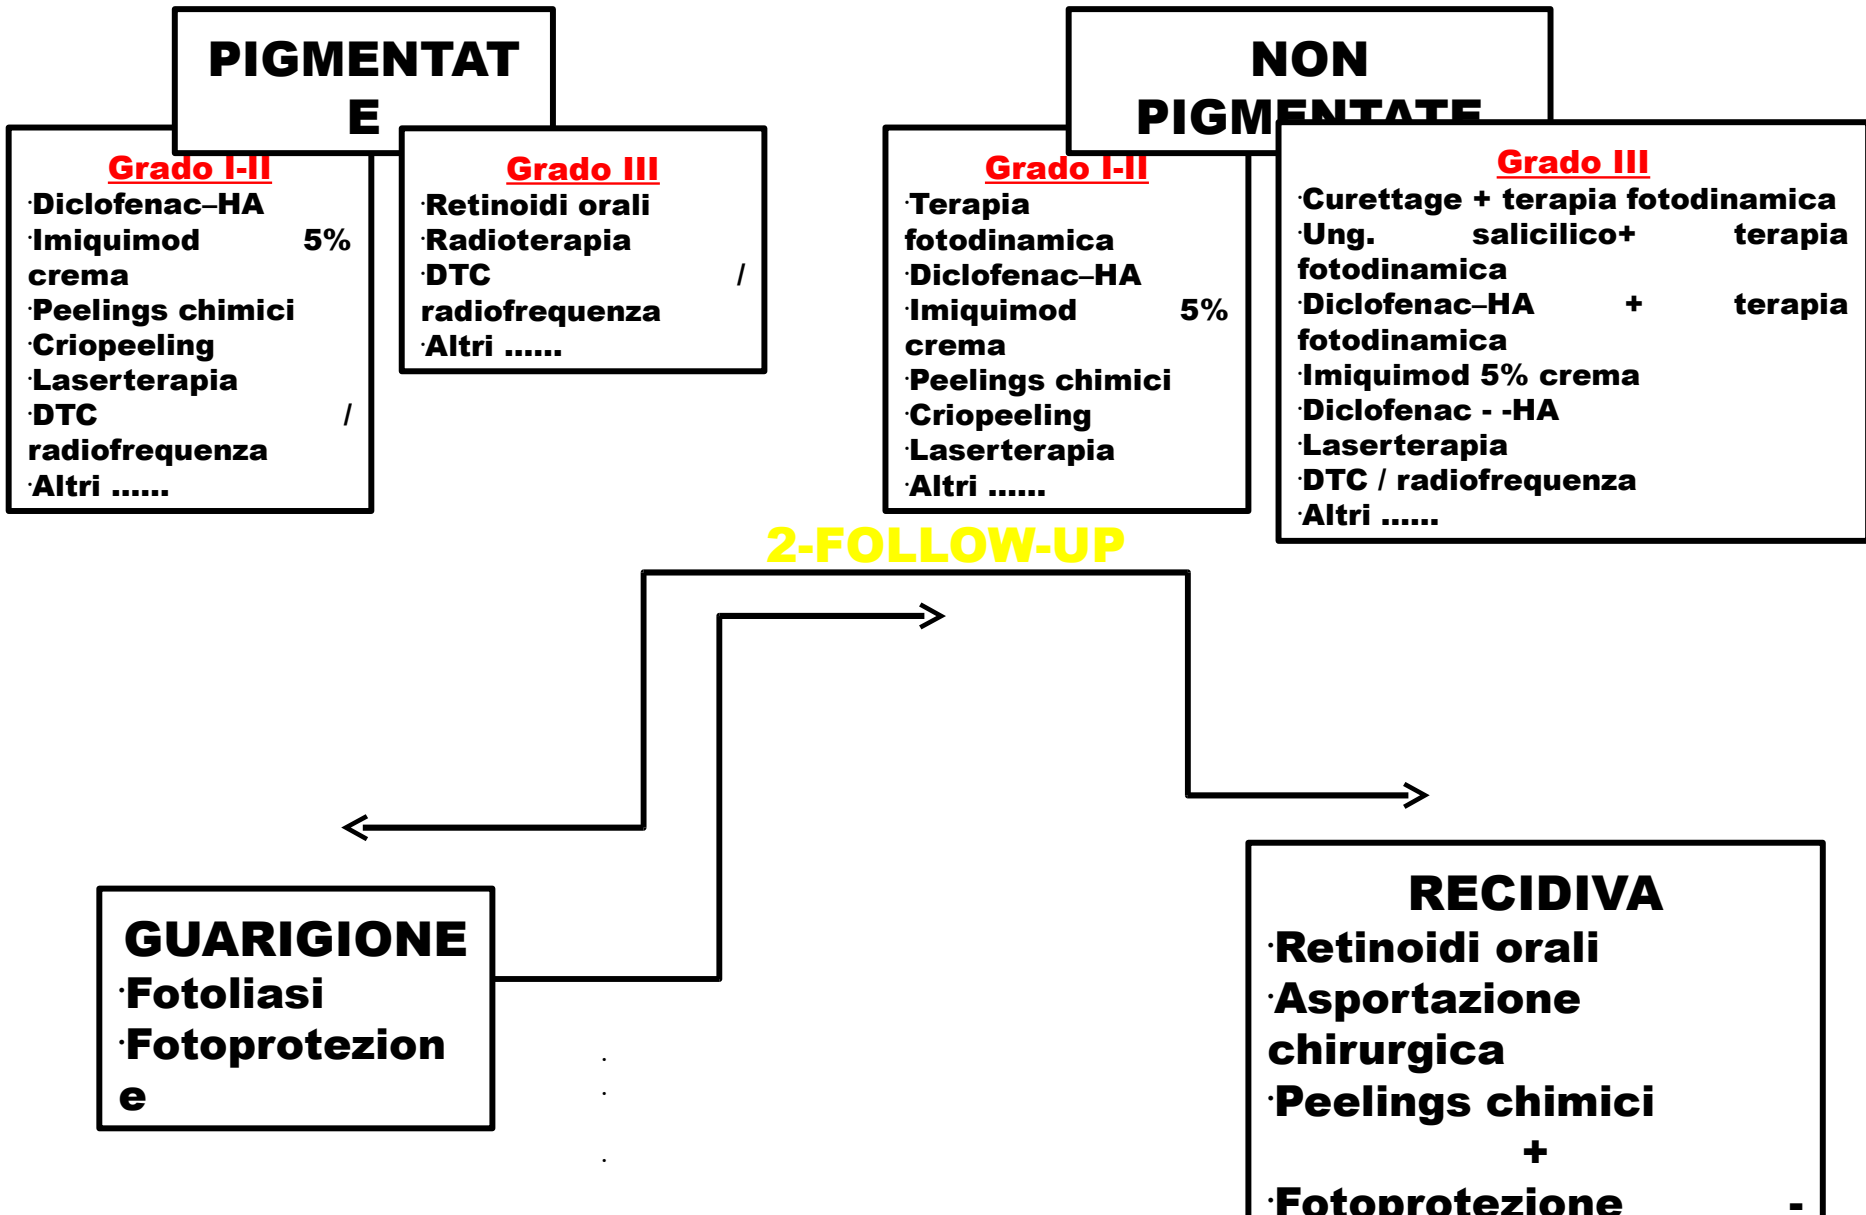 PIGMENTAT
E
Grado I-II
·Diclofenac–HA
·Imiquimod 5%
crema
·Peelings chimici
·Criopeeling
·Laserterapia
·DTC /
radiofrequenza
·Altri ......
Grado III
·Retinoidi orali
·Radioterapia
·DTC /
radiofrequenza
·Altri ......
NON
PIGMENTATE
Grado I-II
·Terapia
fotodinamica
·Diclofenac–HA
·Imiquimod 5%
crema
·Peelings chimici
·Criopeeling
·Laserterapia
·Altri ......
Grado III
·Curettage + terapia fotodinamica
·Ung. salicilico+ terapia
fotodinamica
·Diclofenac–HA + terapia
fotodinamica
·Imiquimod 5% crema
·Diclofenac - -HA
·Laserterapia
·DTC / radiofrequenza
·Altri ......
2-FOLLOW-UP
GUARIGIONE
·Fotoliasi
·Fotoprotezion
e
·
·
·
RECIDIVA
·Retinoidi orali
·Asportazione
chirurgica
·Peelings chimici
+
·Fotoprotezione -